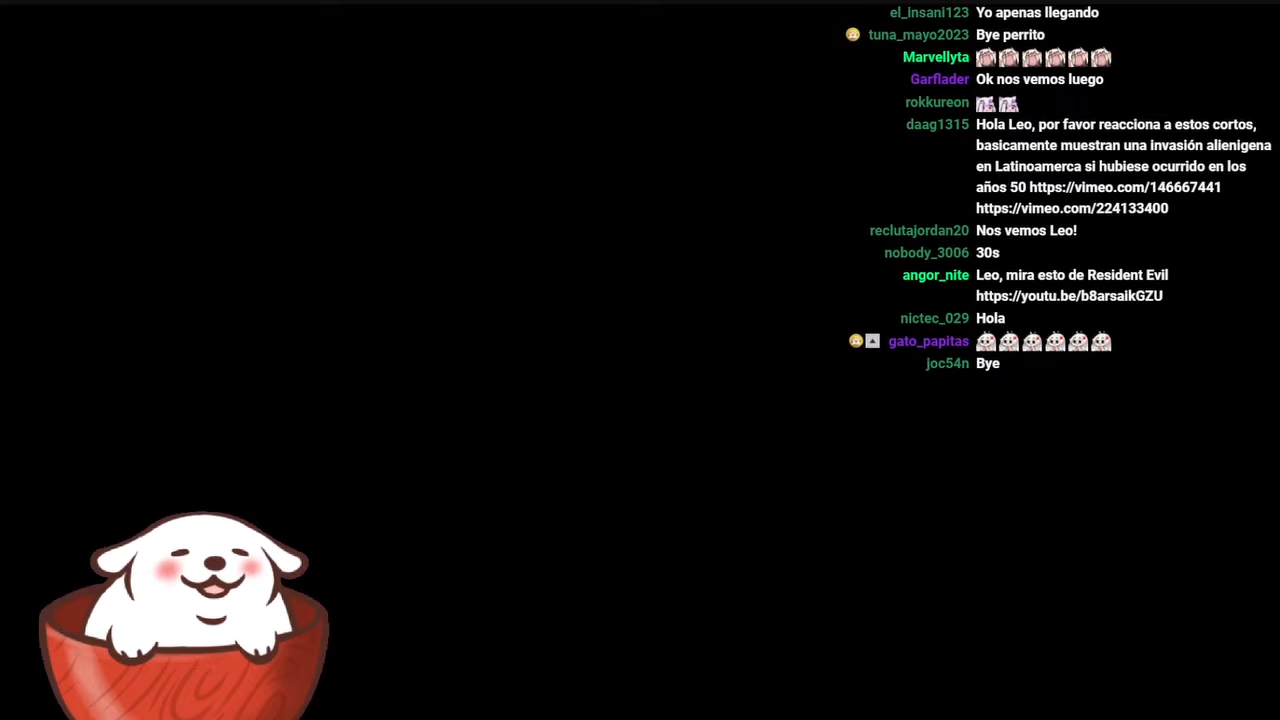 el_insani123 Yo apenas llegando
tuna_mayo2023 Bye perrito
Marvellyta
Garflader Ok nos vemos luego
rokkureon
daag1315 Hola Leo, por favor reacciona a estos cortos,
basicamente muestran una invasión alienigena
en Latinoamerca si hubiese ocurrido en los
años 50 https://vimeo.com/146667441
https://vimeo.com/224133400
reclutajordan20 Nos vemos Leo!
nobody_3006 30s
angor_nite Leo, mira esto de Resident Evil
https://youtu.be/b8arsaikGZU
nictec_029 Hola
gato_papitas
joc54n Bye